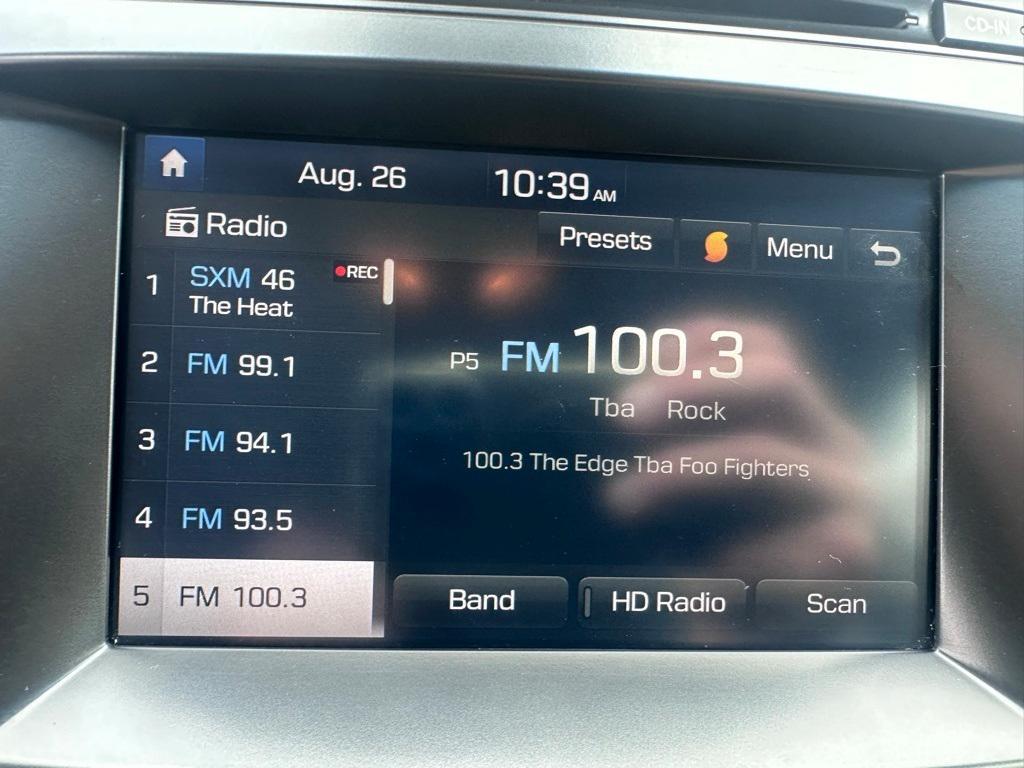 CD-IN
Aug. 26 10:39 AM
Radio
Presets Menu
1 SXM 46 REC
The Heat
2 FM 99.1
3 FM 94.1
4 FM 93.5
5 FM 100.3
P5 FM 100.3
Tba Rock
100.3 The Edge Tba Foo Fighters
Band HD Radio Scan